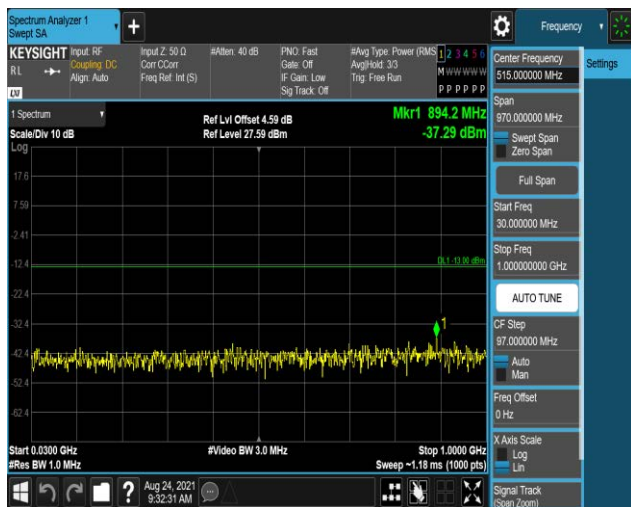 Spectrum Analyzer 1
Swept SA
Frequency
KEYSIGHT
RL
LXI
Input: RF
Coupling: DC
Align: Auto
Input Z: 50 Ω
Corr CCorr
Freq Ref: Int (S)
#Atten: 40 dB
PNO: Fast
Gate: Off
IF Gain: Low
Sig Track: Off
#Avg Type: Power (RMS
Avg|Hold: 3/3
Trig: Free Run
1 2 3 4 5 6
M W W W W W
P P P P P P
1 Spectrum
Scale/Div 10 dB
Log
Ref Lvl Offset 4.59 dB
Ref Level 27.59 dBm
Mkr1 894.2 MHz
-37.29 dBm
17.6
7.59
-2.41
-12.4
-22.4
-32.4
-42.4
-52.4
-62.4
DL1 -13.00 dBm
1
Start 0.0300 GHz
#Res BW 1.0 MHz
#Video BW 3.0 MHz
Stop 1.0000 GHz
Sweep ~1.18 ms (1000 pts)
?
Aug 24, 2021
9:32:31 AM
Center Frequency
515.000000 MHz
Span
970.000000 MHz
Swept Span
Zero Span
Full Span
Start Freq
30.000000 MHz
Stop Freq
1.000000000 GHz
AUTO TUNE
CF Step
97.000000 MHz
Auto
Man
Freq Offset
0 Hz
X Axis Scale
Log
Lin
Signal Track
(Span Zoom)
Settings